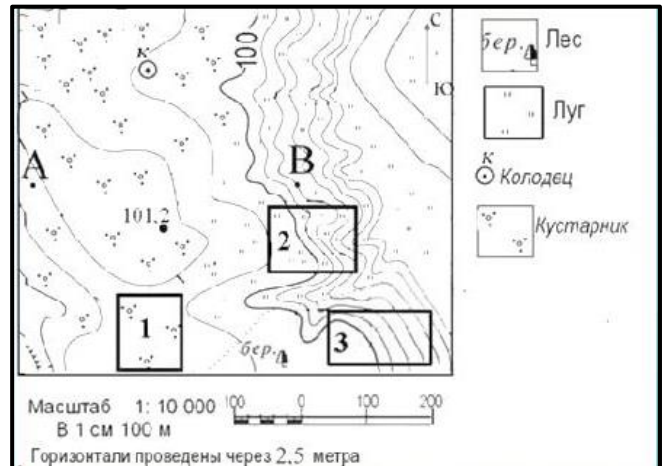 С
Ю
100
К
А
В
101,2
1
2
3
бер.
бер.
Лес
Луг
К
Колодец
Кустарник
Масштаб 1: 10 000
В 1 см 100 м
100 0 100 200
Горизонтали проведены через 2,5 метра